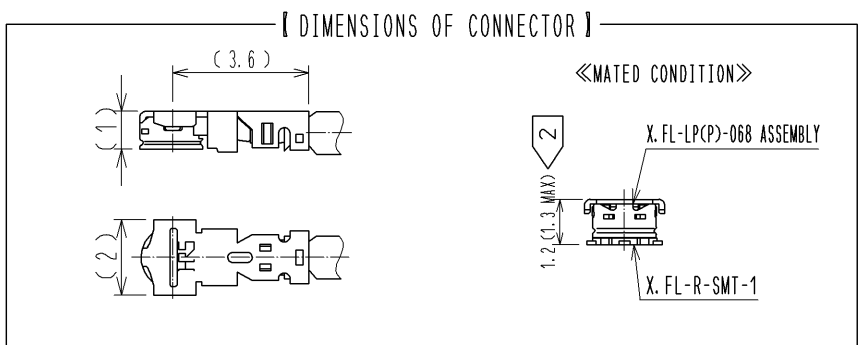 【 DIMENSIONS OF CONNECTOR 】
( 3.6 )
( 1 )
( 2 )
≪MATED CONDITION≫
2
X.FL-LP(P)-068 ASSEMBLY
1.2 (1.3 MAX)
X.FL-R-SMT-1